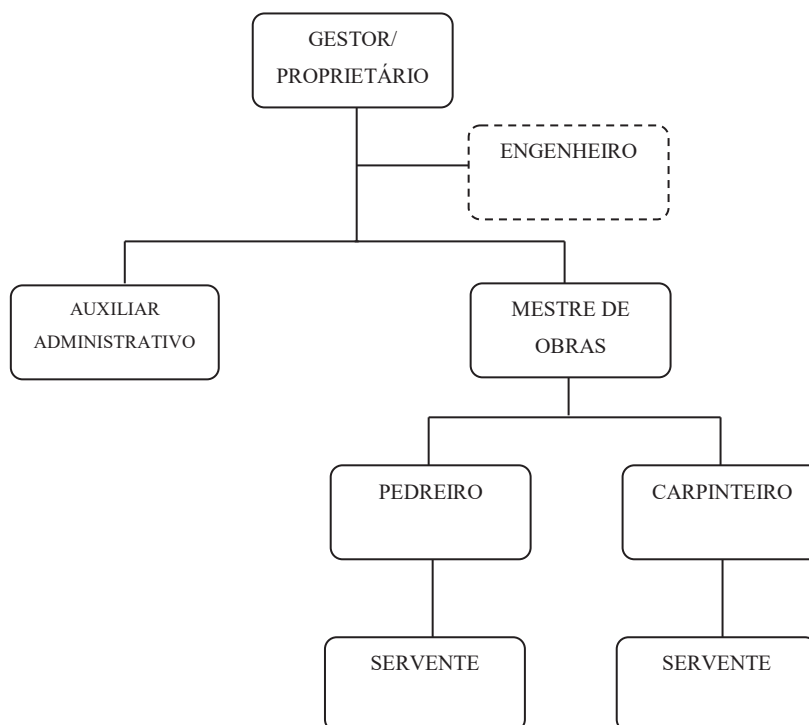 GESTOR/
PROPRIETÁRIO
ENGENHEIRO
AUXILIAR
ADMINISTRATIVO
MESTRE DE
OBRAS
PEDREIRO
CARPINTEIRO
SERVENTE
SERVENTE